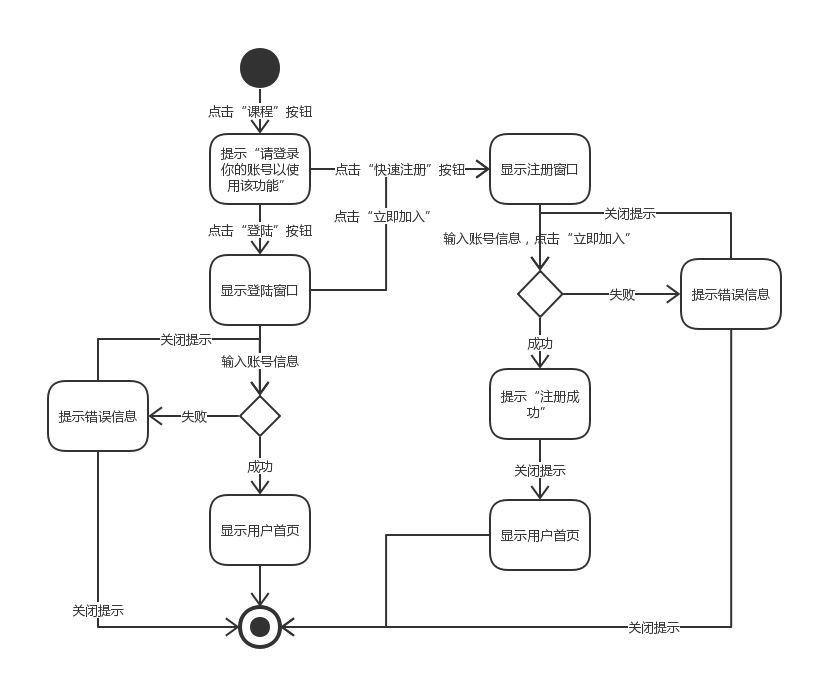 点击“课程”按钮
提示“请登录
你的账号以使
用该功能”
点击“快速注册”按钮
显示注册窗口
点击“立即加入”
关闭提示
点击“登陆”按钮
输入账号信息，点击“立即加入”
显示登陆窗口
失败
提示错误信息
关闭提示
成功
输入账号信息
提示“注册成
功”
提示错误信息
失败
成功
关闭提示
显示用户首页
显示用户首页
关闭提示
关闭提示